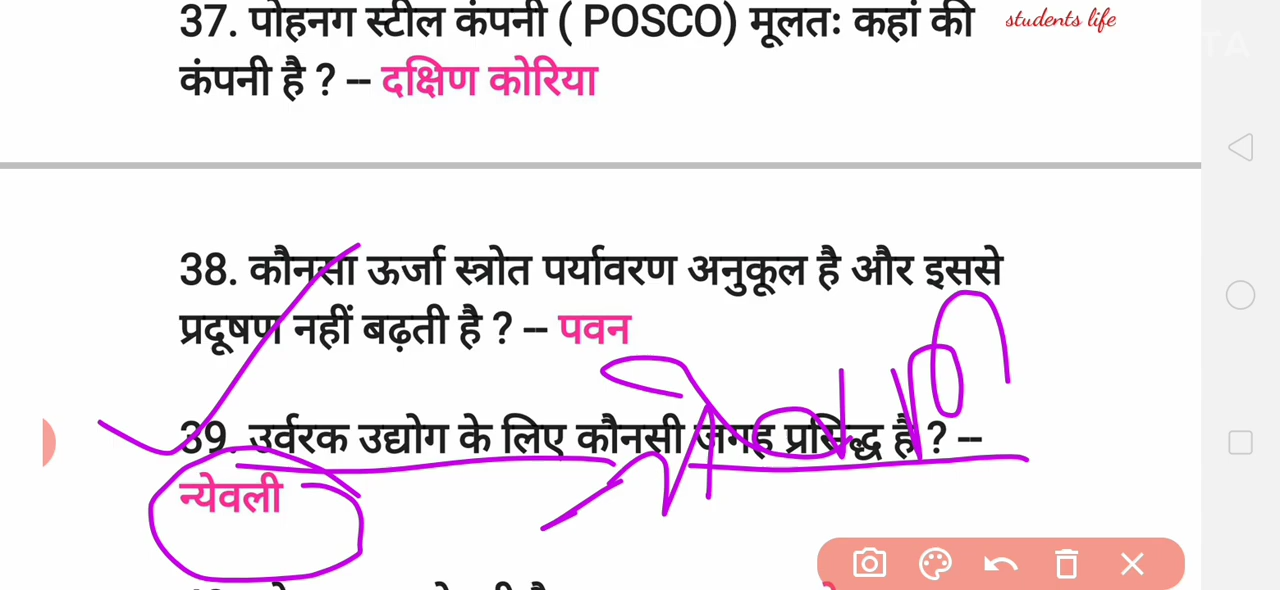 37. पोहनग स्टील कंपनी ( POSCO) मूलतः कहां की
students life
कंपनी है ? -- दक्षिण कोरिया
38. कौनसा ऊर्जा स्त्रोत पर्यावरण अनुकूल है और इससे
प्रदूषण नहीं बढ़ती है ? -- पवन
39. उर्वरक उद्योग के लिए कौनसी जगह प्रसिद्ध है ? --
न्येवली